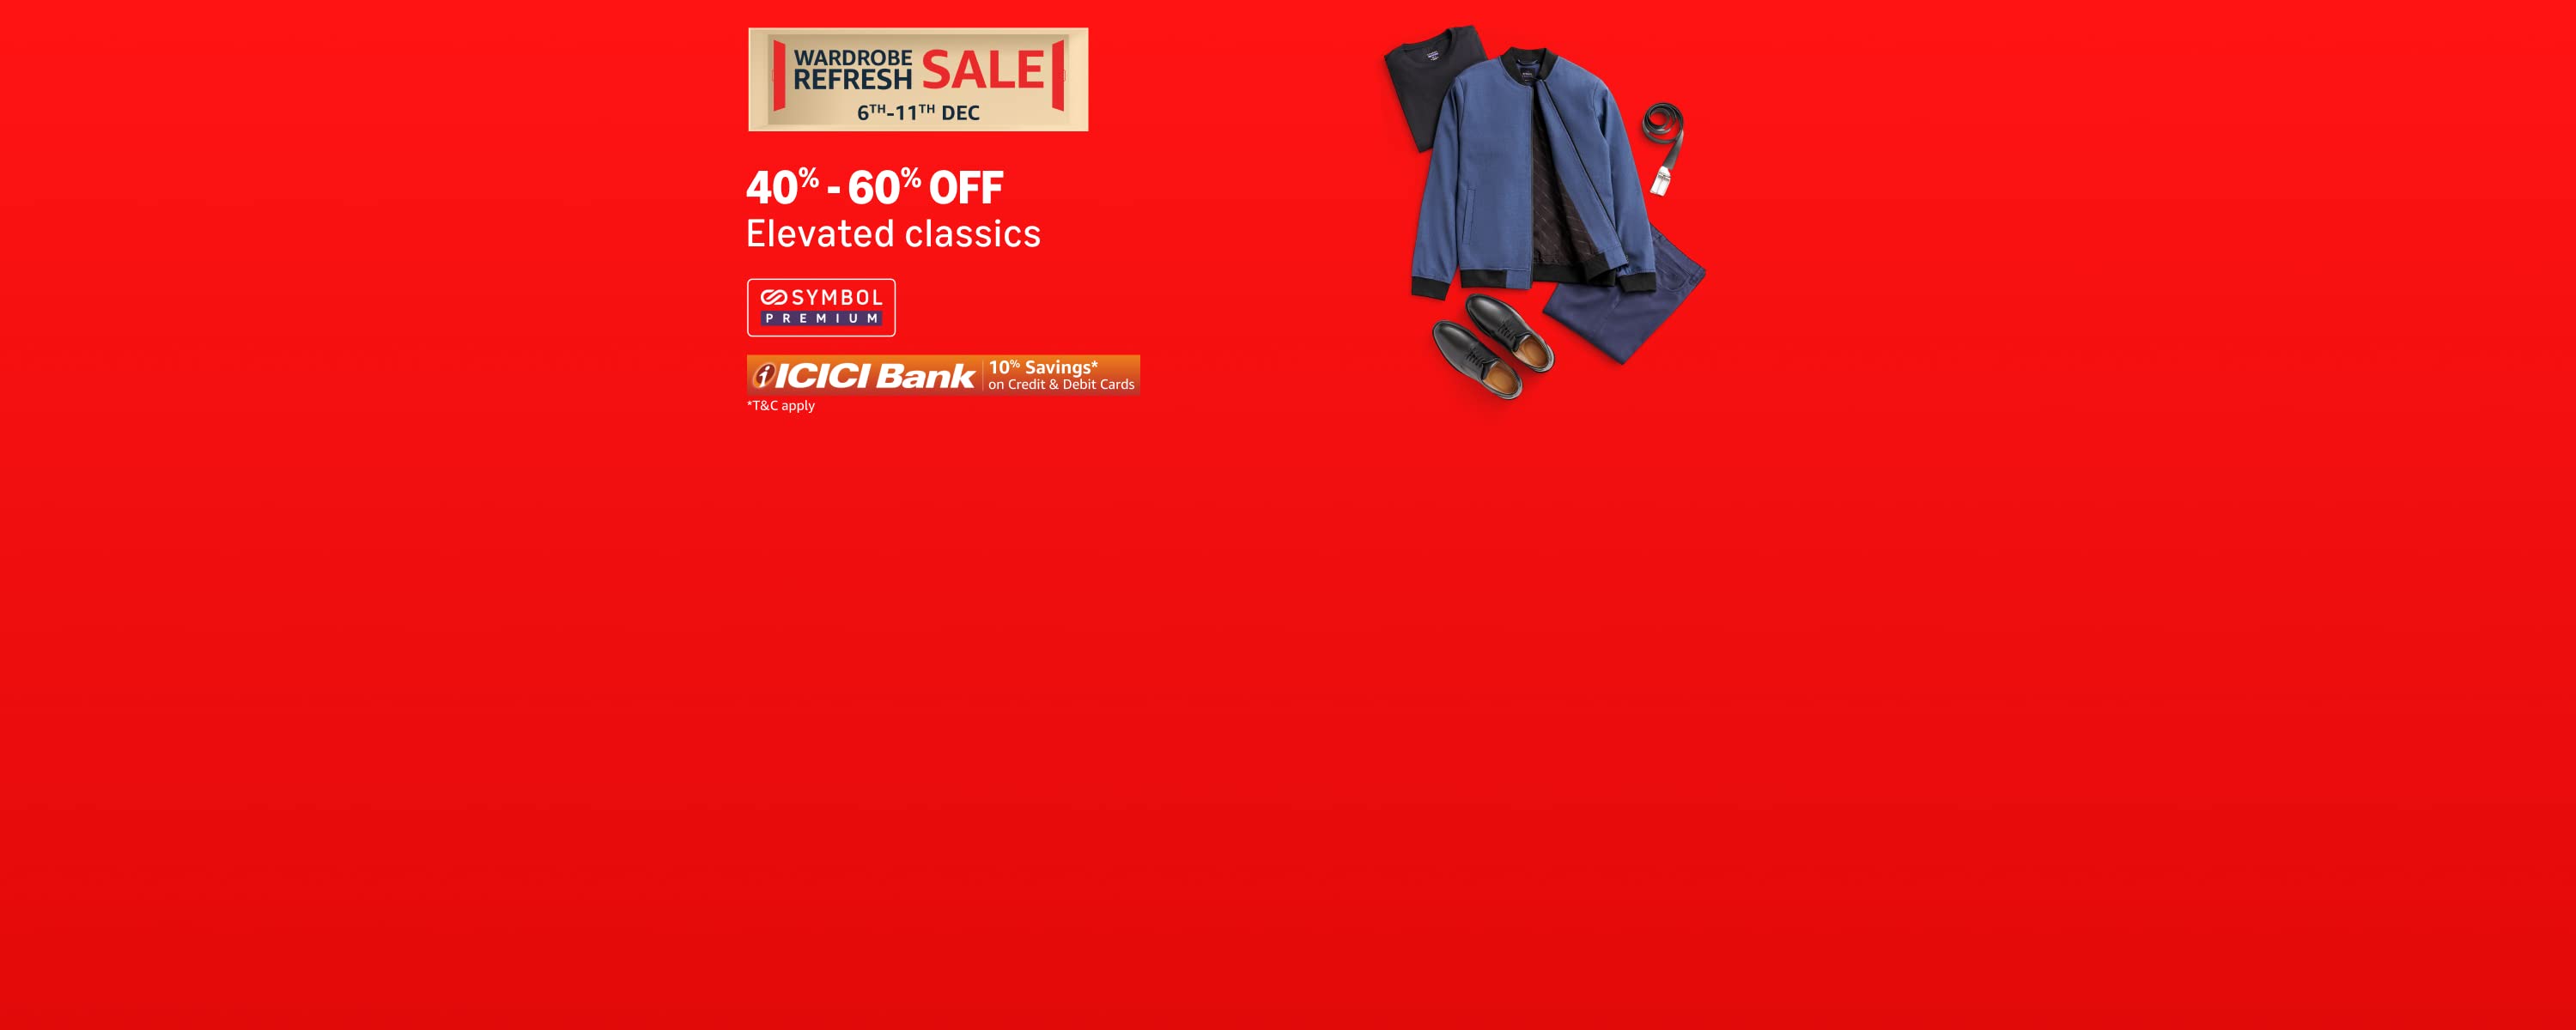 WARDROBE
REFRESH SALE
6TH-11TH DEC
40% - 60% OFF
Elevated classics
SYMBOL
PREMIUM
ICICI Bank
10% Savings*
on Credit & Debit Cards
*T&C apply